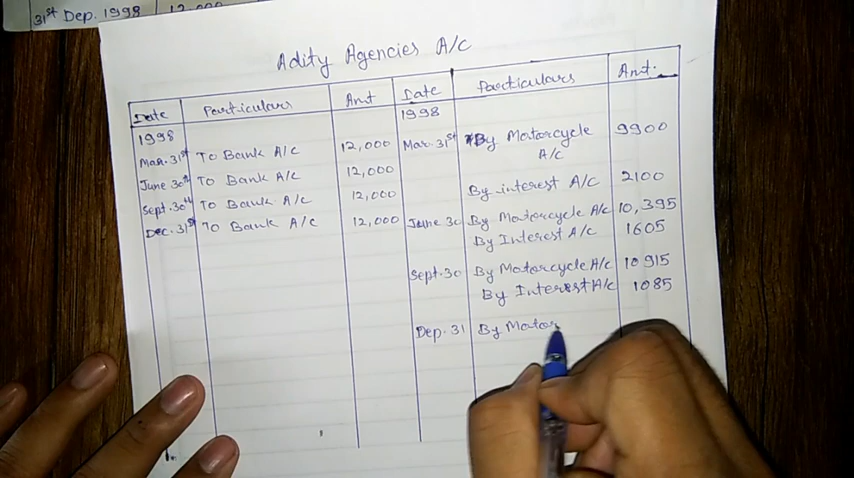 31st Dep. 1998 12,000
Adity Agencies A/C
Date Particulars Amt Date Particulars Amt.
1998 1998
Mar. 31st To Bank A/C 12,000 Mar. 31st By Motorcycle A/C 9900
June 30th To Bank A/C 12,000 By interest A/C 2100
Sept. 30th To Bank A/C 12,000 June 30 By Motorcycle A/C 10,395
Dec. 31st To Bank A/C 12,000 By Interest A/C 1605
Sept. 30 By Motorcycle A/C 10915
By Interest A/C 1085
Dep. 31 By Motor